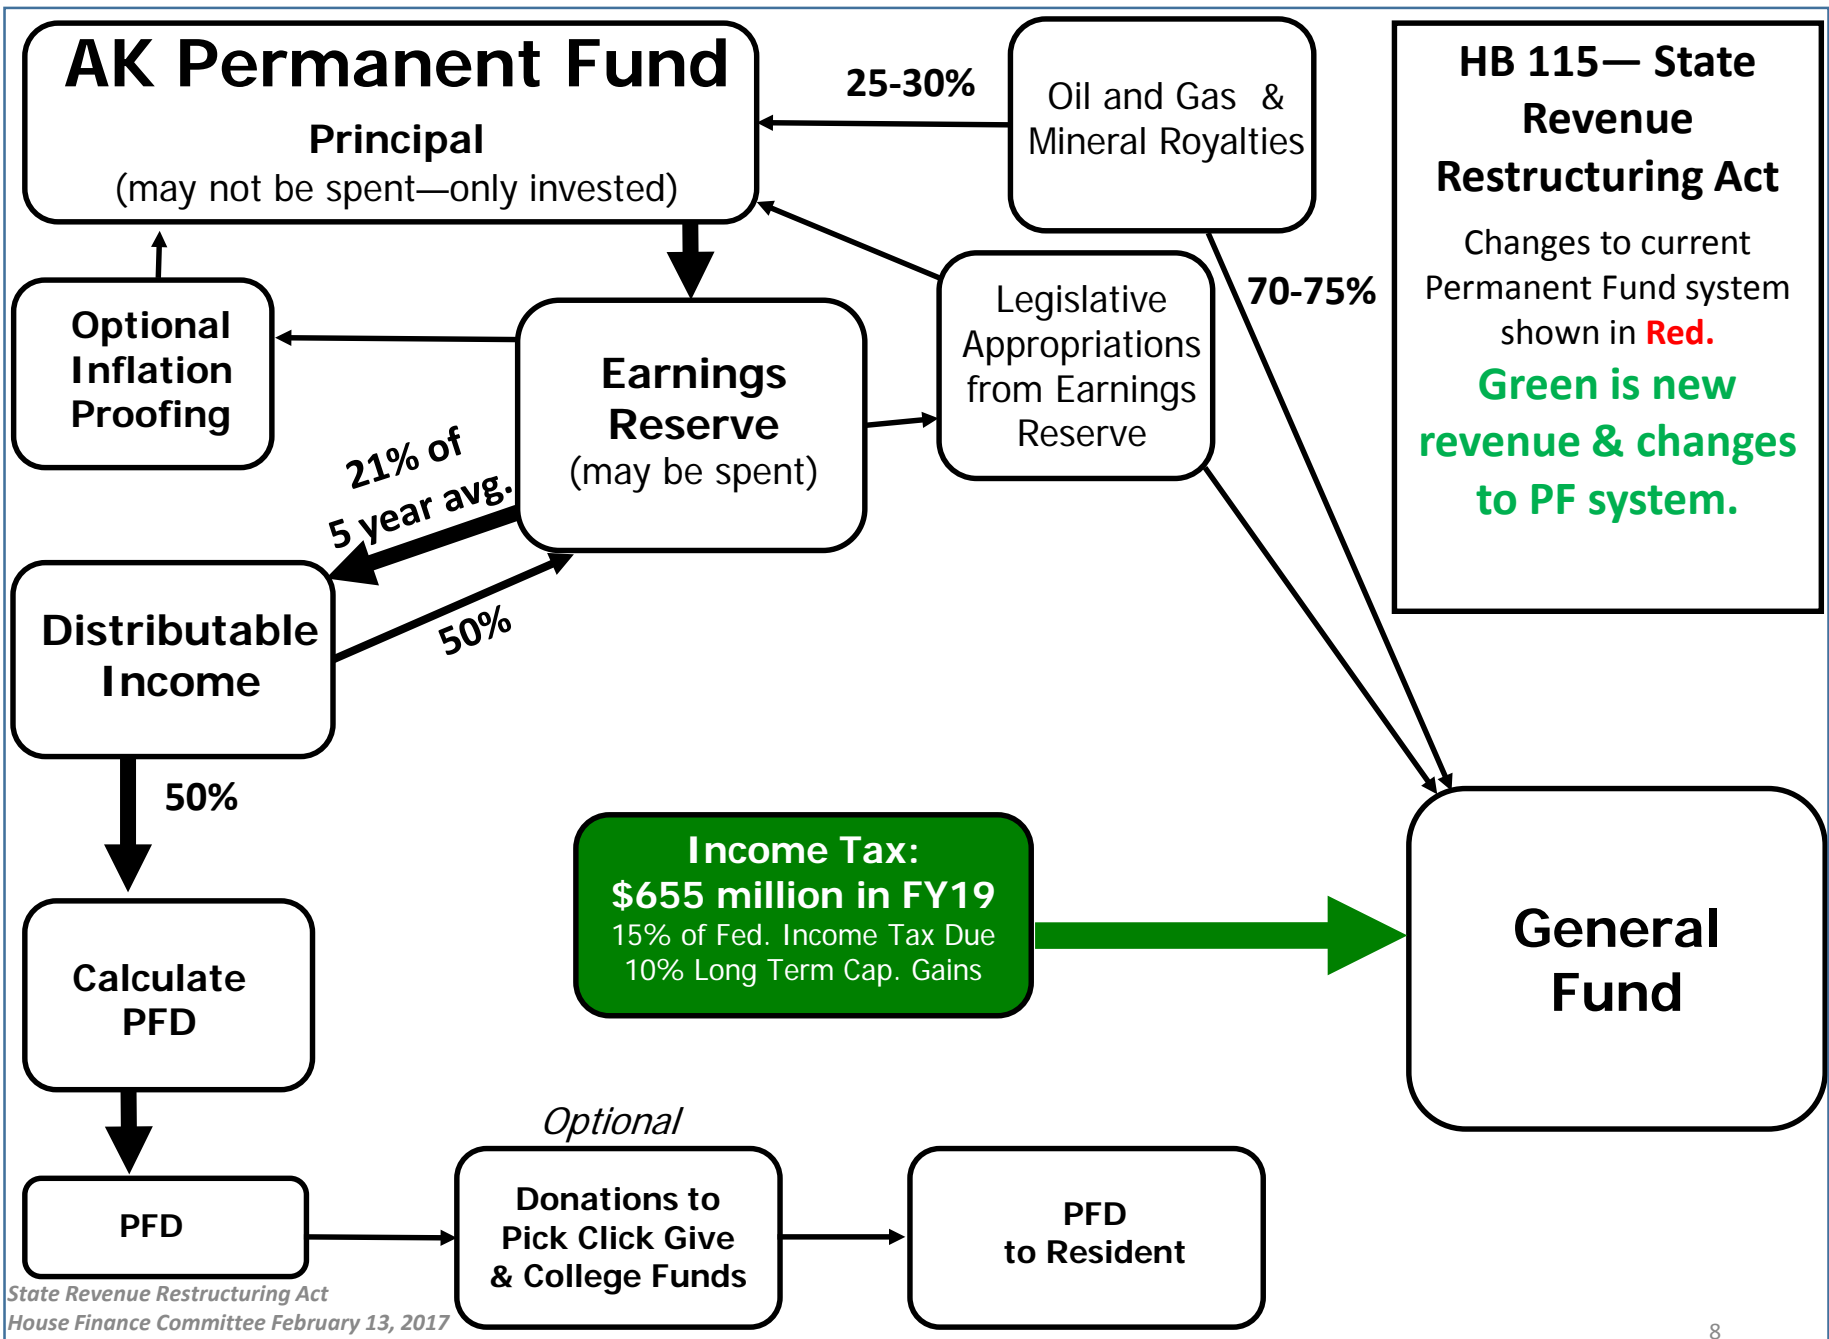 AK Permanent Fund
Principal
(may not be spent—only invested)
25-30%
Oil and Gas &
Mineral Royalties
HB 115— State
Revenue
Restructuring Act
Changes to current
Permanent Fund system
shown in Red.
Green is new
revenue & changes
to PF system.
70-75%
Legislative
Appropriations
from Earnings
Reserve
Optional
Inflation
Proofing
Earnings
Reserve
(may be spent)
21% of
5 year avg.
Distributable
Income
50%
50%
Income Tax:
$655 million in FY19
15% of Fed. Income Tax Due
10% Long Term Cap. Gains
General
Fund
Calculate
PFD
Optional
PFD
Donations to
Pick Click Give
& College Funds
PFD
to Resident
State Revenue Restructuring Act
House Finance Committee February 13, 2017
8